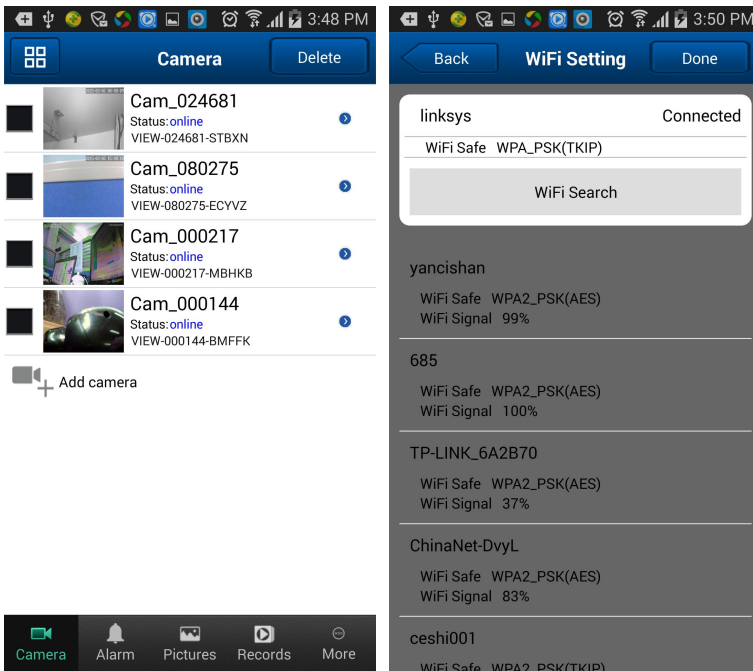 3:48 PM
Camera
Delete
Cam_024681
Status:online
VIEW-024681-STBXN
Cam_080275
Status:online
VIEW-080275-ECYVZ
Cam_000217
Status:online
VIEW-000217-MBHKB
Cam_000144
Status:online
VIEW-000144-BMFFK
Add camera
Camera
Alarm
Pictures
Records
More
3:50 PM
Back
WiFi Setting
Done
linksys Connected
WiFi Safe WPA_PSK(TKIP)
WiFi Search
yancishan
WiFi Safe WPA2_PSK(AES)
WiFi Signal 99%
685
WiFi Safe WPA2_PSK(AES)
WiFi Signal 100%
TP-LINK_6A2B70
WiFi Safe WPA2_PSK(AES)
WiFi Signal 37%
ChinaNet-DvyL
WiFi Safe WPA2_PSK(AES)
WiFi Signal 83%
ceshi001
WiFi Safe WPA2_PSK(TKIP)